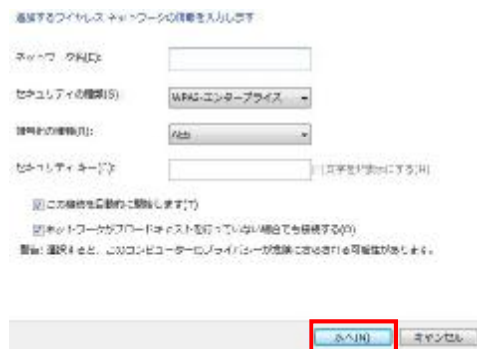 追加するワイヤレス ネットワークの情報を入力します
ネットワーク名(E):
セキュリティの種類(S):
WPA2-エンタープライズ
暗号化の種類(R):
AES
セキュリティ キー(C):
文字を非表示にする(H)
この接続を自動的に開始します(T)
ネットワークがブロードキャストを行っていない場合でも接続する(O)
警告: 選択すると、このコンピューターのプライバシーが危険にさらされる可能性があります。
次へ(N)
キャンセル